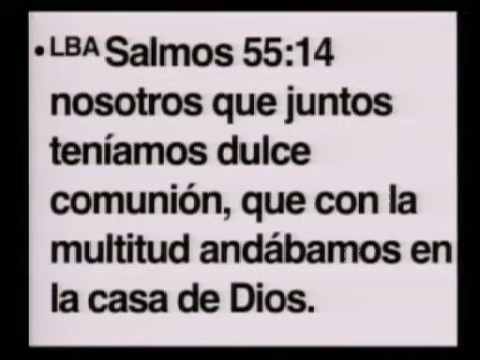 • LBA Salmos 55:14
nosotros que juntos
teníamos dulce
comunión, que con la
multitud andábamos en
la casa de Dios.